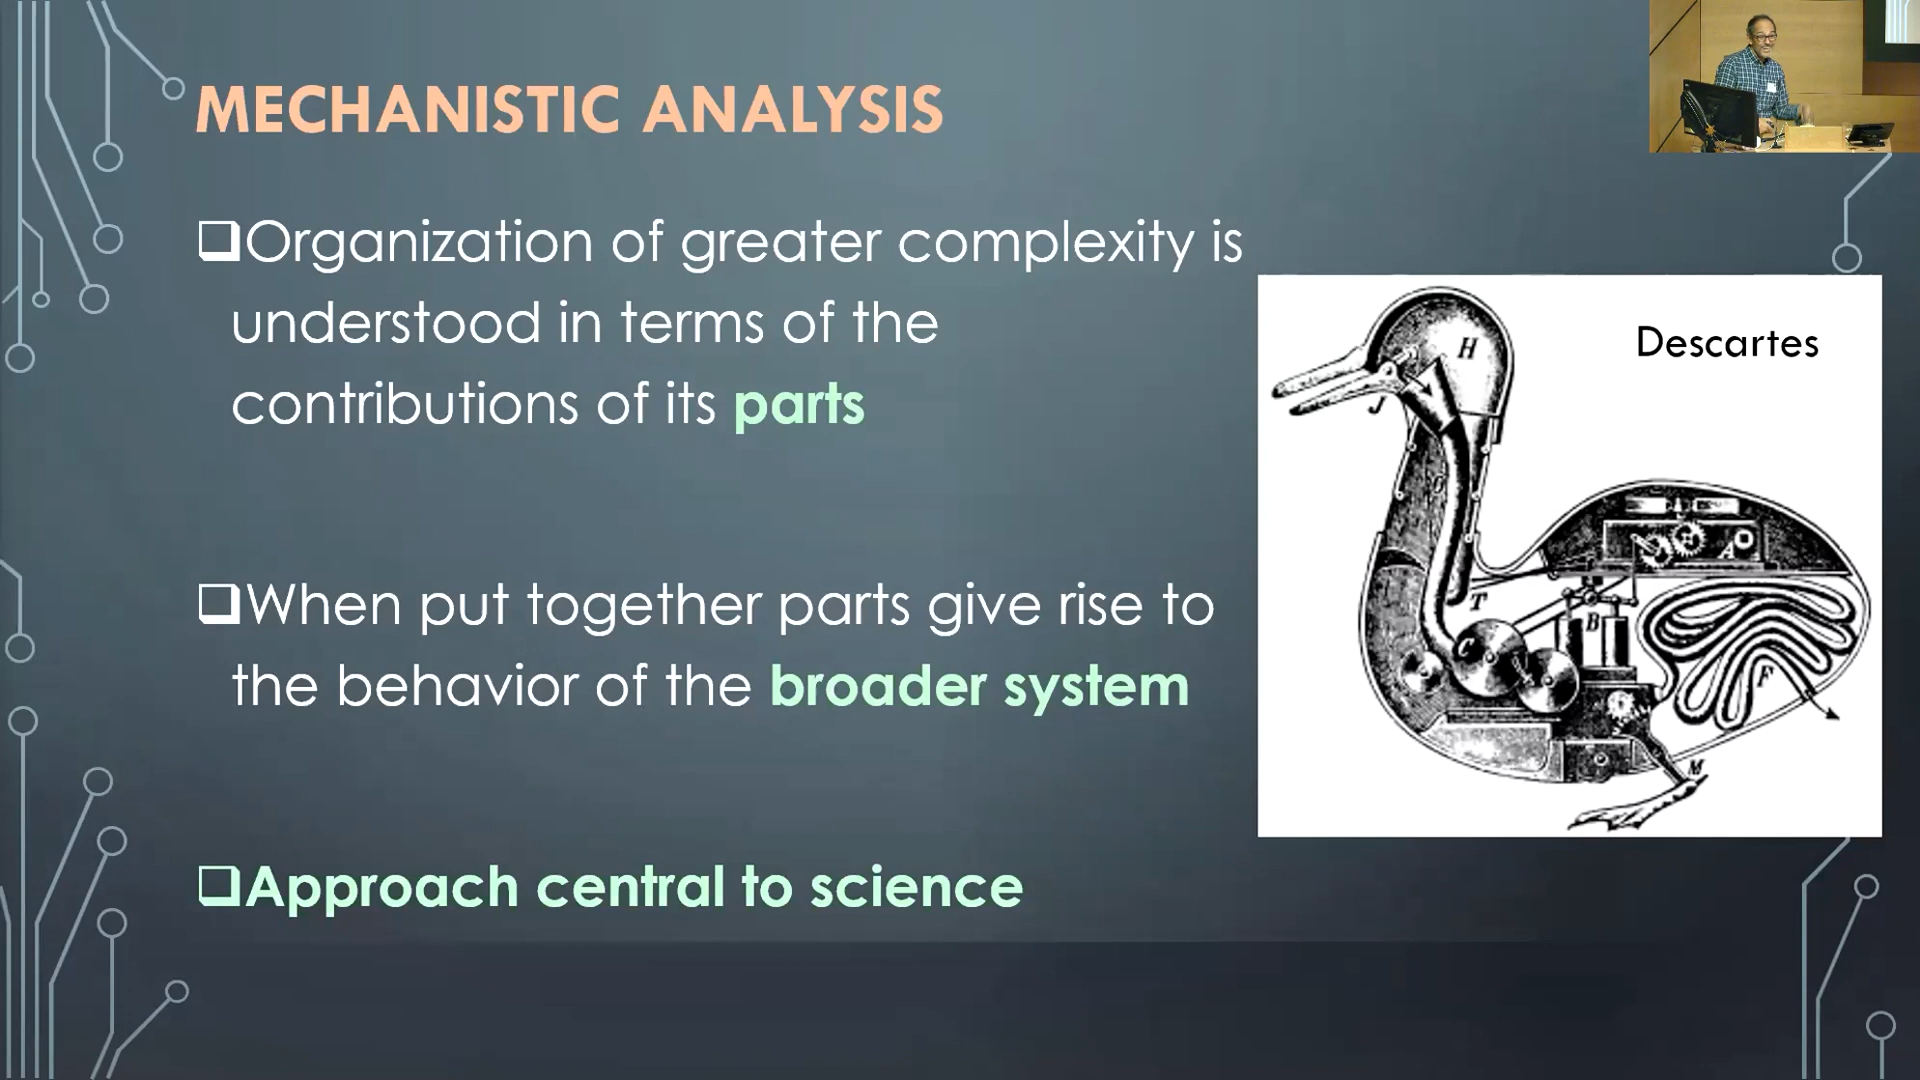 MECHANISTIC ANALYSIS
Organization of greater complexity is
understood in terms of the
contributions of its parts
When put together parts give rise to
the behavior of the broader system
Approach central to science
Descartes
H
J
A
T
B
C
F
M